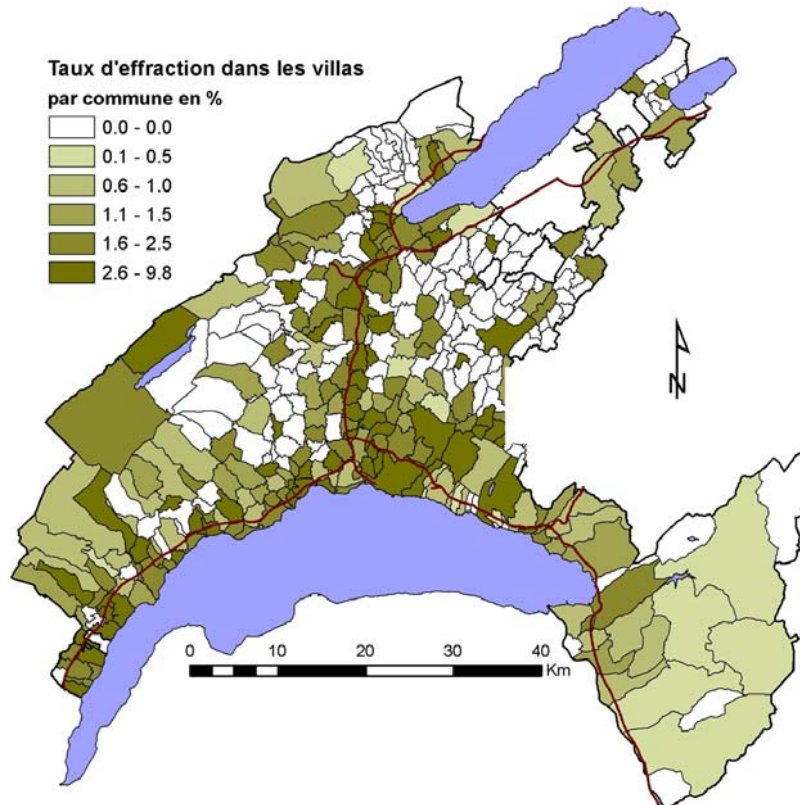 Taux d'effraction dans les villas
par commune en %
0.0 - 0.0
0.1 - 0.5
0.6 - 1.0
1.1 - 1.5
1.6 - 2.5
2.6 - 9.8
N
0 10 20 30 40
Km